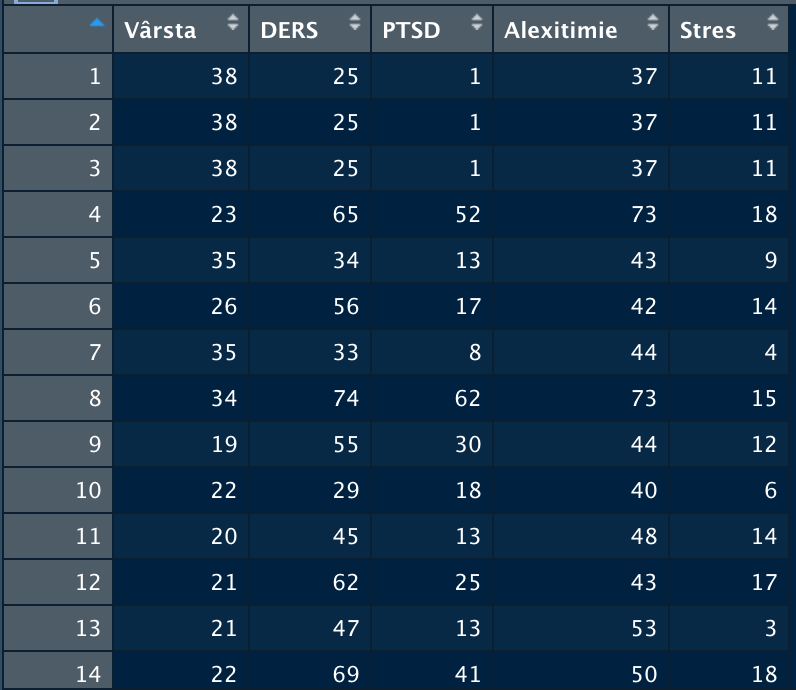 Vârsta DERS PTSD Alexitimie Stres
1 38 25 1 37 11
2 38 25 1 37 11
3 38 25 1 37 11
4 23 65 52 73 18
5 35 34 13 43 9
6 26 56 17 42 14
7 35 33 8 44 4
8 34 74 62 73 15
9 19 55 30 44 12
10 22 29 18 40 6
11 20 45 13 48 14
12 21 62 25 43 17
13 21 47 13 53 3
14 22 69 41 50 18